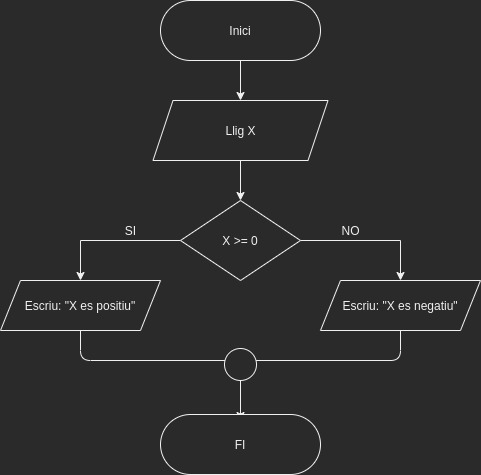 Inici
Llig X
X >= 0
SI
NO
Escriu: "X es positiu"
Escriu: "X es negatiu"
FI